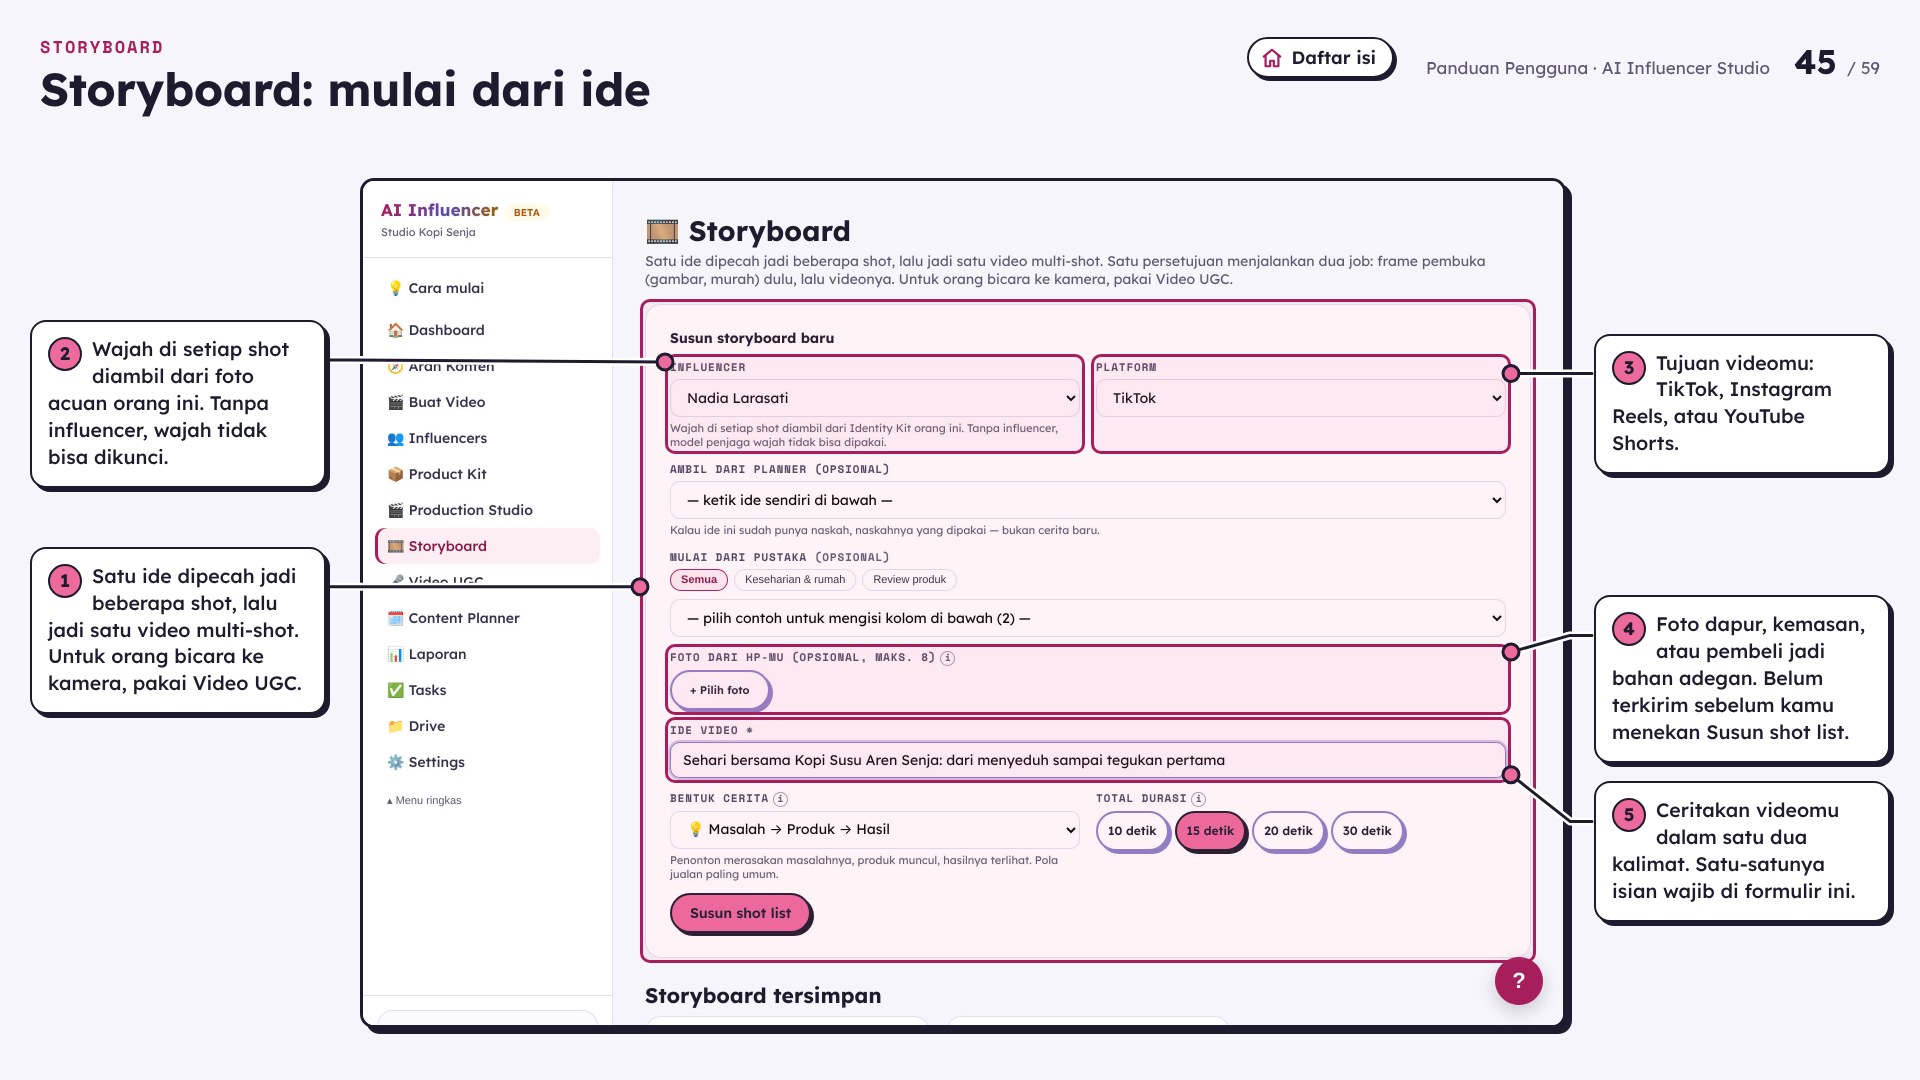 STORYBOARD
Storyboard: mulai dari ide
Daftar isi
Panduan Pengguna · AI Influencer Studio
45 / 59
2 Wajah di setiap shot
diambil dari foto
acuan orang ini. Tanpa
influencer, wajah tidak
bisa dikunci.
1 Satu ide dipecah jadi
beberapa shot, lalu
jadi satu video multi-shot.
Untuk orang bicara ke
kamera, pakai Video UGC.
AI Influencer BETA
Studio Kopi Senja
💡 Cara mulai
🏠 Dashboard
🧭 Arah Konten
🎬 Buat Video
👥 Influencers
📦 Product Kit
🎬 Production Studio
🎞️ Storyboard
🎤 Video UGC
🗓️ Content Planner
📊 Laporan
✅ Tasks
📁 Drive
⚙️ Settings
▴ Menu ringkas
🎞️ Storyboard
Satu ide dipecah jadi beberapa shot, lalu jadi satu video multi-shot. Satu persetujuan menjalankan dua job: frame pembuka
(gambar, murah) dulu, lalu videonya. Untuk orang bicara ke kamera, pakai Video UGC.
Susun storyboard baru
INFLUENCER
Nadia Larasati
Wajah di setiap shot diambil dari Identity Kit orang ini. Tanpa influencer,
model penjaga wajah tidak bisa dipakai.
PLATFORM
TikTok
AMBIL DARI PLANNER (OPSIONAL)
— ketik ide sendiri di bawah —
Kalau ide ini sudah punya naskah, naskahnya yang dipakai — bukan cerita baru.
MULAI DARI PUSTAKA (OPSIONAL)
Semua Keseharian & rumah Review produk
— pilih contoh untuk mengisi kolom di bawah (2) —
FOTO DARI HP-MU (OPSIONAL, MAKS. 8) i
+ Pilih foto
IDE VIDEO *
Sehari bersama Kopi Susu Aren Senja: dari menyeduh sampai tegukan pertama
BENTUK CERITA i
💡 Masalah → Produk → Hasil
Penonton merasakan masalahnya, produk muncul, hasilnya terlihat. Pola
jualan paling umum.
TOTAL DURASI i
10 detik 15 detik 20 detik 30 detik
Susun shot list
Storyboard tersimpan
?
3 Tujuan videomu:
TikTok, Instagram
Reels, atau YouTube
Shorts.
4 Foto dapur, kemasan,
atau pembeli jadi
bahan adegan. Belum
terkirim sebelum kamu
menekan Susun shot list.
5 Ceritakan videomu
dalam satu dua
kalimat. Satu-satunya
isian wajib di formulir ini.